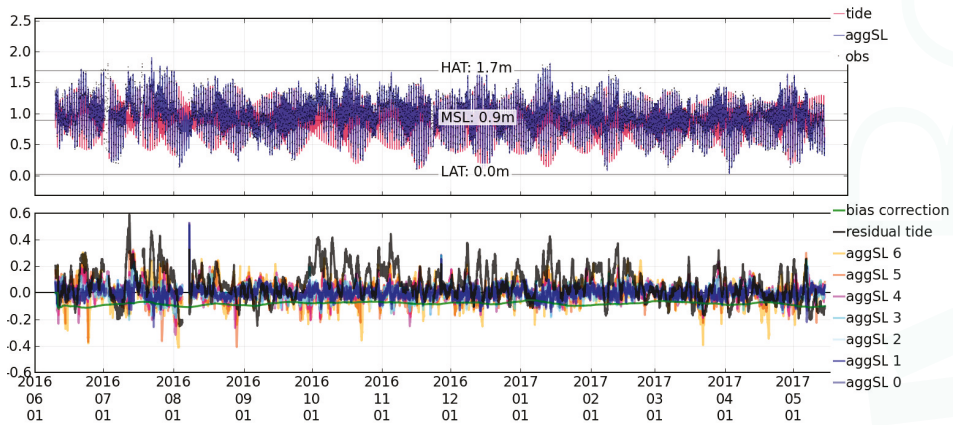 2.5
2.0
1.5
1.0
0.5
0.0
HAT: 1.7m
MSL: 0.9m
LAT: 0.0m
tide
aggSL
obs
0.6
0.4
0.2
0.0
-0.2
-0.4
-0.6
bias correction
residual tide
aggSL 6
aggSL 5
aggSL 4
aggSL 3
aggSL 2
aggSL 1
aggSL 0
2016 2016 2016 2016 2016 2016 2016 2017 2017 2017 2017 2017
06 07 08 09 10 11 12 01 02 03 04 05
01 01 01 01 01 01 01 01 01 01 01 01